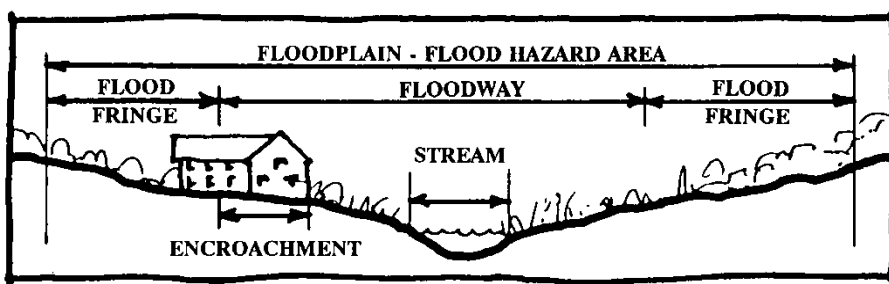 FLOODPLAIN - FLOOD HAZARD AREA
FLOOD
FRINGE
FLOODWAY
FLOOD
FRINGE
STREAM
ENCROACHMENT